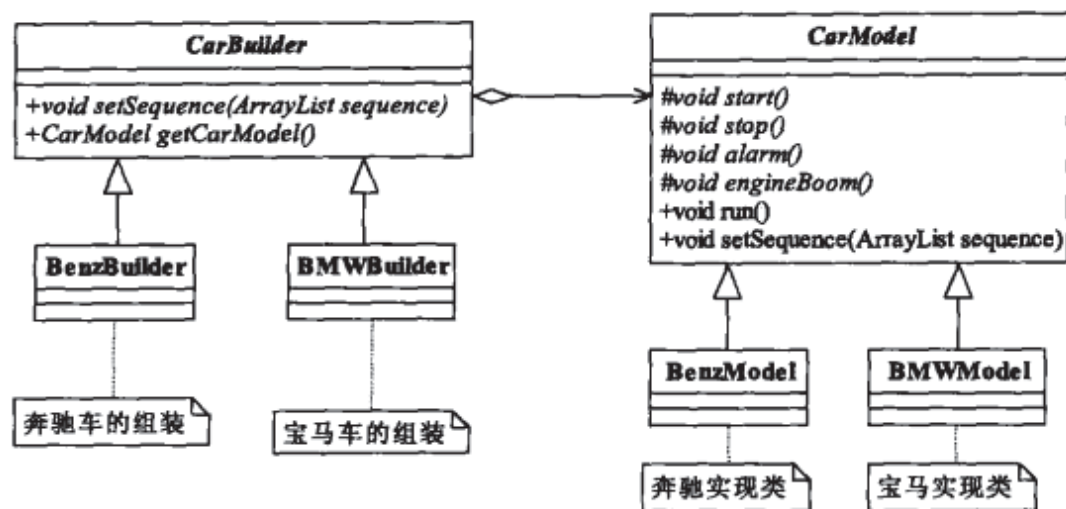 CarBuilder
+void setSequence(ArrayList sequence)
+CarModel getCarModel()
BenzBuilder
BMWBuilder
奔驰车的组装
宝马车的组装
CarModel
#void start()
#void stop()
#void alarm()
#void engineBoom()
+void run()
+void setSequence(ArrayList sequence)
BenzModel
BMWModel
奔驰实现类
宝马实现类